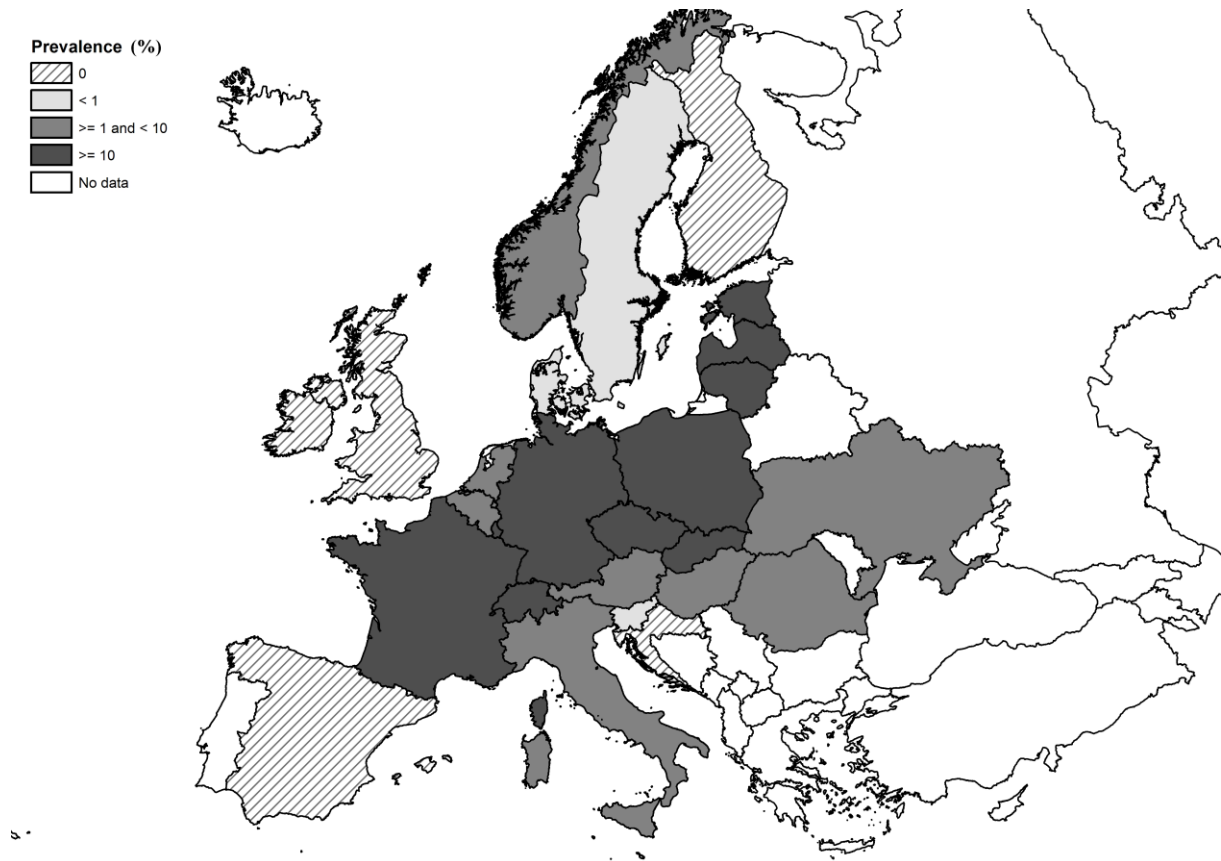 Prevalence (%)
0
< 1
>= 1 and < 10
>= 10
No data